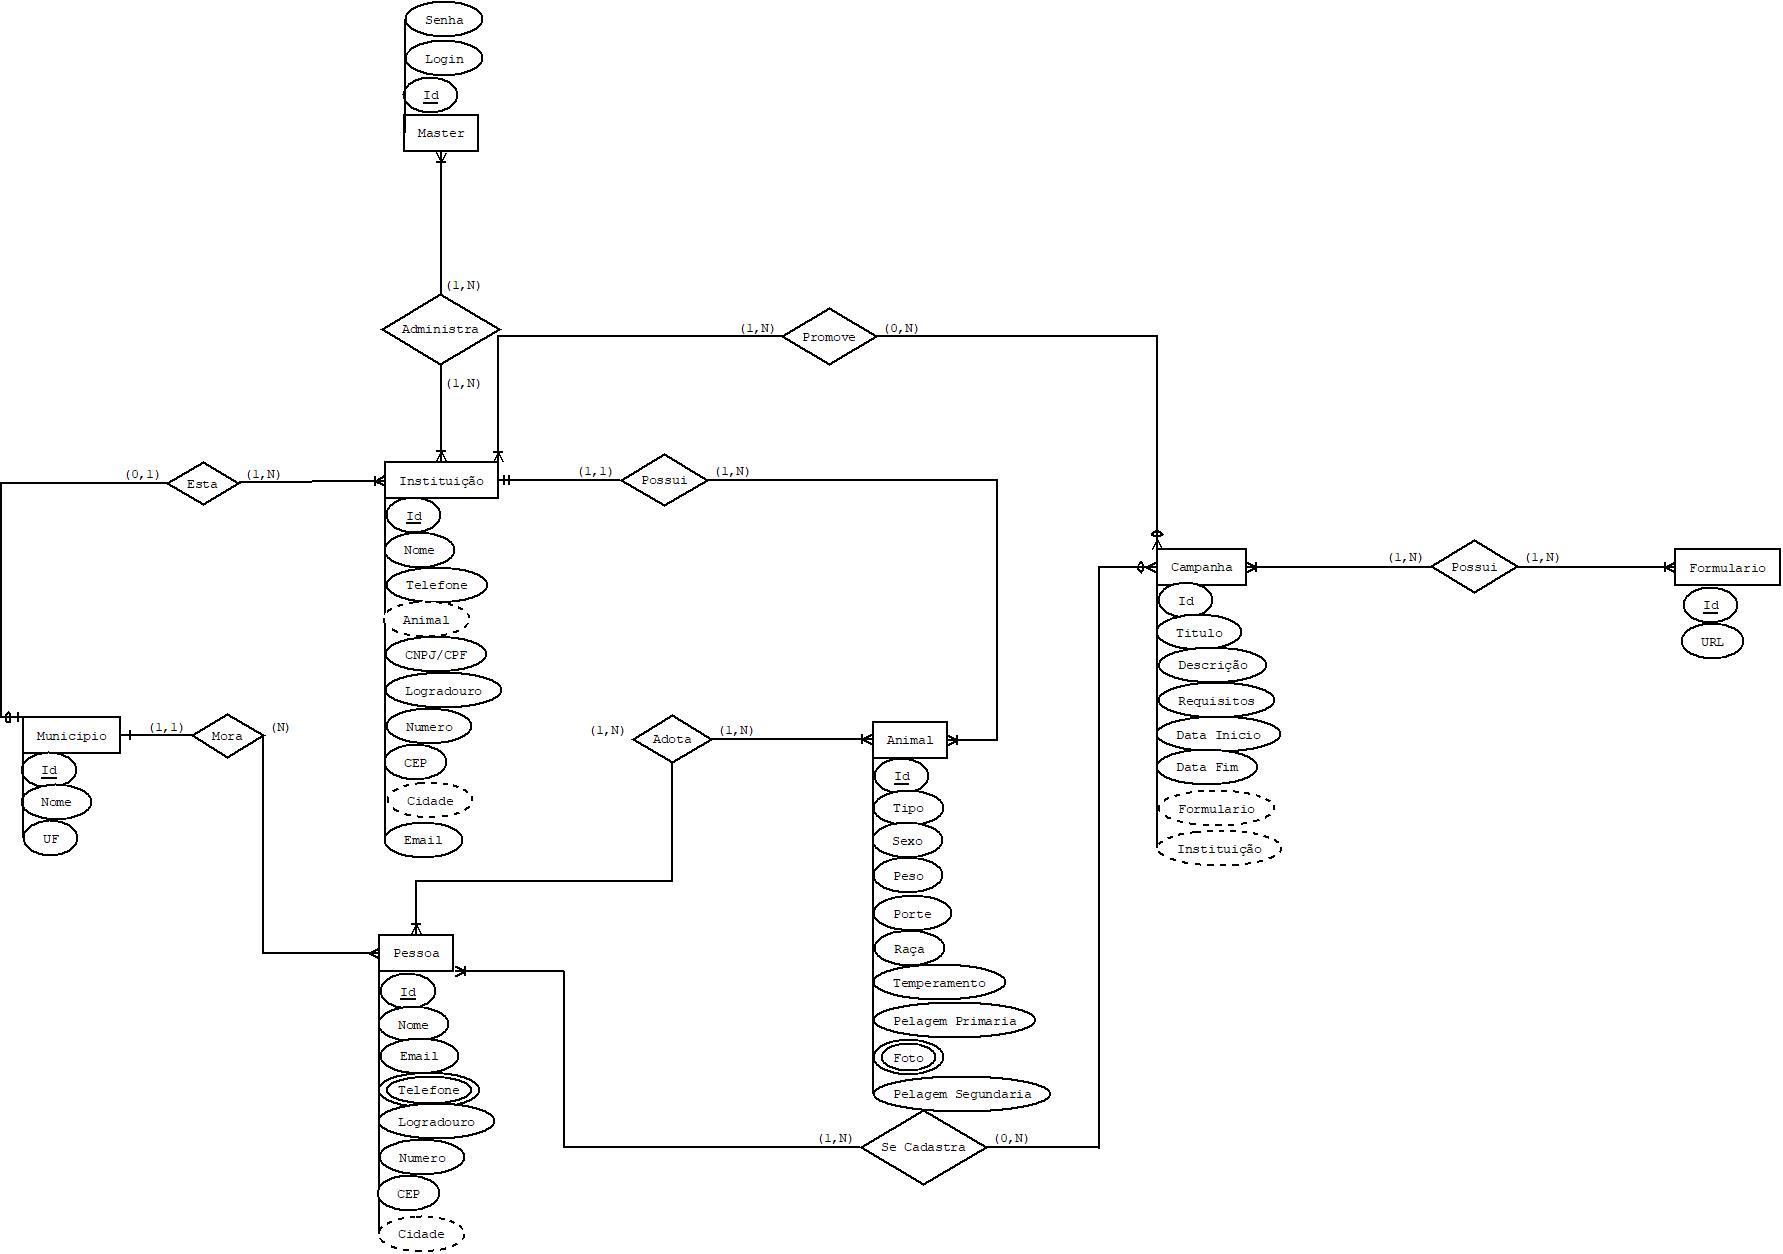 Senha
Login
Id
Master
(1,N)
Administra
(1,N)
Promove
(0,N)
(1,N)
(0,1)
Esta
(1,N)
Instituição
(1,1)
Possui
(1,N)
Id
Nome
Telefone
Animal
CNPJ/CPF
Logradouro
Numero
CEP
Cidade
Email
Campanha
(1,N)
Possui
(1,N)
Formulario
Id
Titulo
Descrição
Requisitos
Data Inicio
Data Fim
Formulario
Instituição
Id
URL
Municipio
(1,1)
Mora
(N)
Id
Nome
UF
(1,N)
Adota
(1,N)
Animal
Id
Tipo
Sexo
Peso
Porte
Raça
Temperamento
Pelagem Primaria
Foto
Pelagem Segundaria
Pessoa
Id
Nome
Email
Telefone
Logradouro
Numero
CEP
Cidade
(1,N)
Se Cadastra
(0,N)